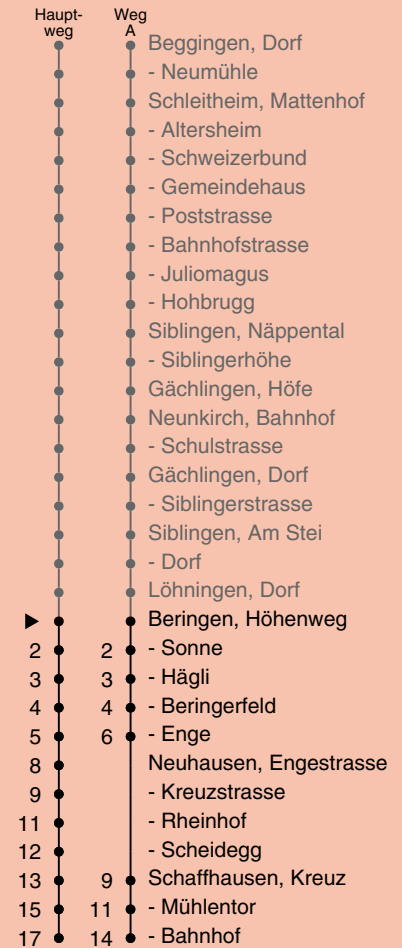 Haupt- Weg
weg A
Beggingen, Dorf
- Neumühle
Schleitheim, Mattenhof
- Altersheim
- Schweizerbund
- Gemeindehaus
- Poststrasse
- Bahnhofstrasse
- Juliomagus
- Hohbrugg
Siblingen, Näppental
- Siblingerhöhe
Gächlingen, Höfe
Neunkirch, Bahnhof
- Schulstrasse
Gächlingen, Dorf
- Siblingerstrasse
Siblingen, Am Stei
- Dorf
Löhningen, Dorf
Beringen, Höhenweg
2 2 - Sonne
3 3 - Hägli
4 4 - Beringerfeld
5 6 - Enge
8 Neuhausen, Engestrasse
9 - Kreuzstrasse
11 - Rheinhof
12 - Scheidegg
13 9 Schaffhausen, Kreuz
15 11 - Mühlentor
17 14 - Bahnhof